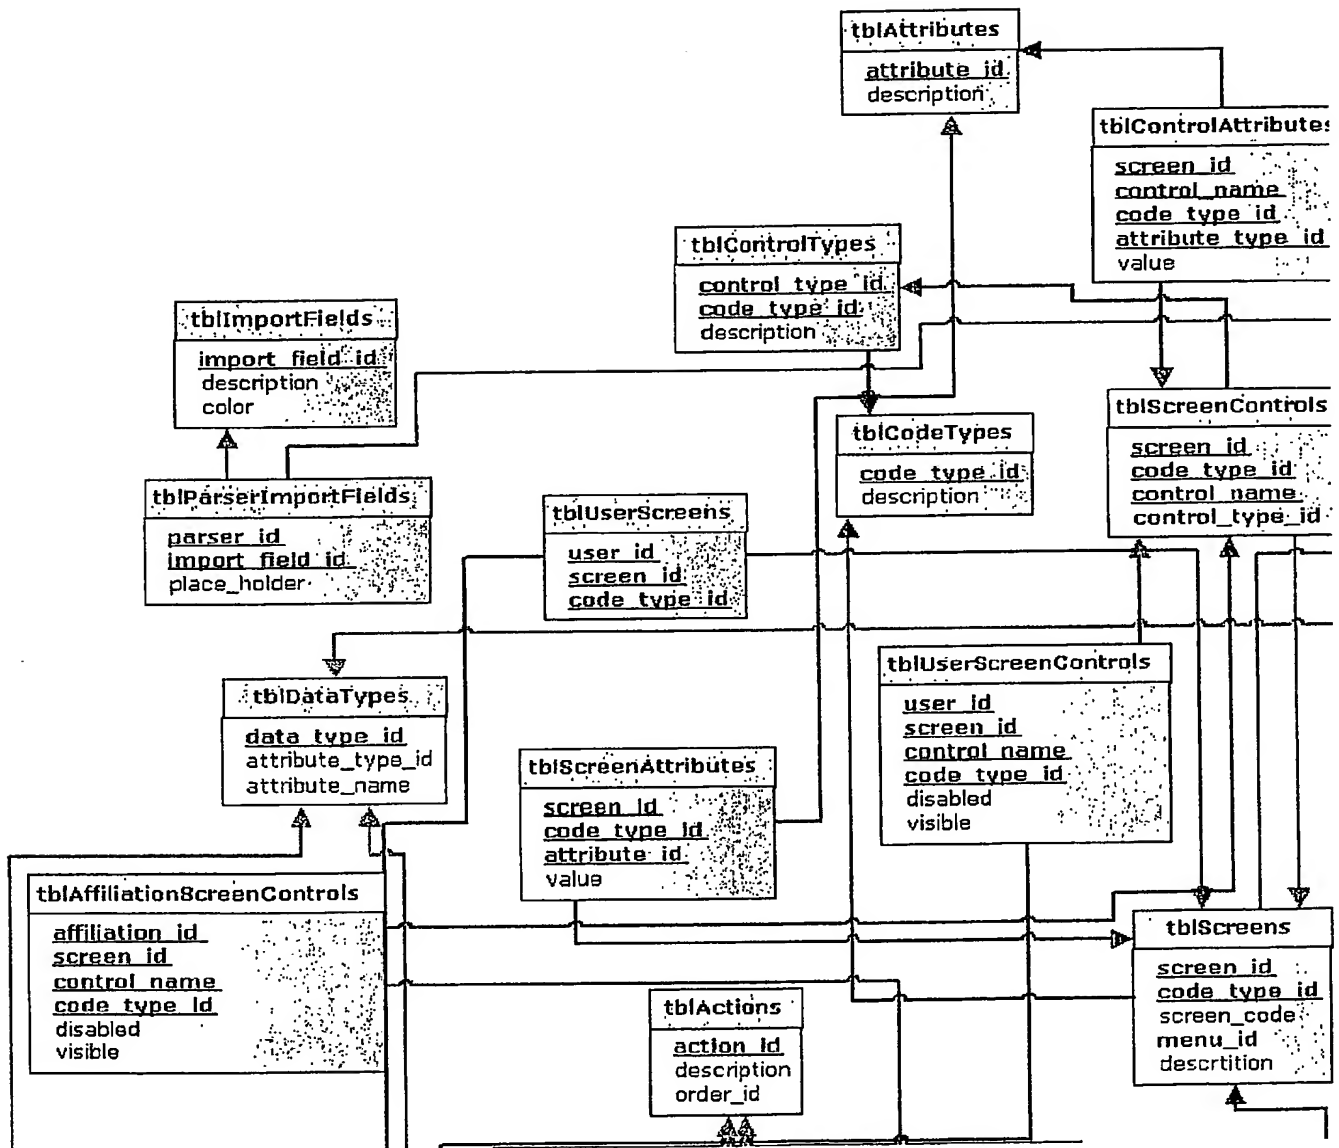 tblAttributes
attribute_id
description
tblControlAttributes
screen_id
control_name
code_type_id
attribute_type_id
value
tblControlTypes
control_type_id
code_type_id
description
tblImportFields
import_field_id
description
color
tblScreenControls
screen_id
code_type_id
control_name
control_type_id
tblCodeTypes
code_type_id
description
tblParserImportFields
parser_id
import_field_id
place_holder
tblUserScreens
user_id
screen_id
code_type_id
tblUserScreenControls
user_id
screen_id
control_name
code_type_id
disabled
visible
tblDataTypes
data_type_id
attribute_type_id
attribute_name
tblScreenAttributes
screen_id
code_type_id
attribute_id
value
tblAffiliationScreenControls
affiliation_id
screen_id
control_name
code_type_id
disabled
visible
tblScreens
screen_id
code_type_id
screen_code
menu_id
descrtition
tblActions
action_id
description
order_id